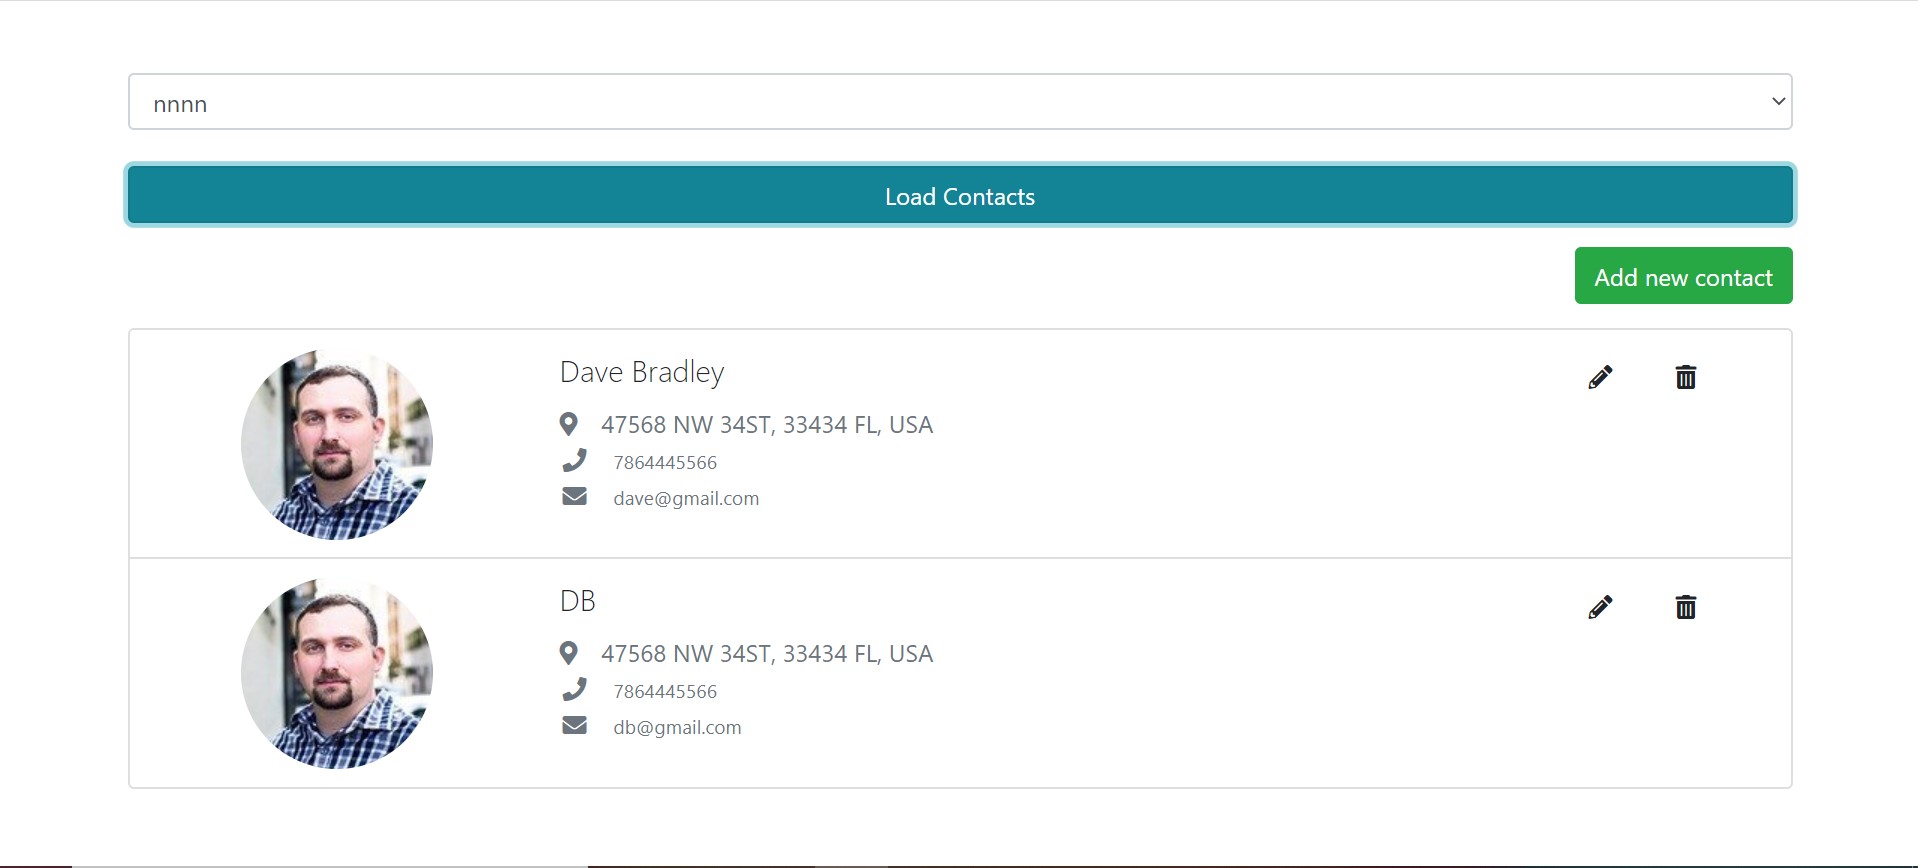 nnnn
Load Contacts
Add new contact
Dave Bradley
47568 NW 34ST, 33434 FL, USA
7864445566
dave@gmail.com
DB
47568 NW 34ST, 33434 FL, USA
7864445566
db@gmail.com